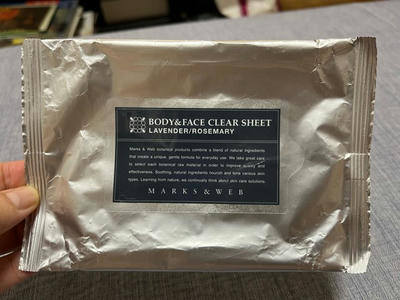 BODY&FACE CLEAR SHEET
LAVENDER/ROSEMARY
Marks & Web botanical products combine a blend of natural ingredients
that create a unique, gentle formula for everyday use. We take great care
to select each botanical raw material in order to improve quality and
effectiveness. Soothing, natural ingredients nourish and tone various skin
types. Learning from nature, we continually think about skin care solutions.
MARKS & WEB